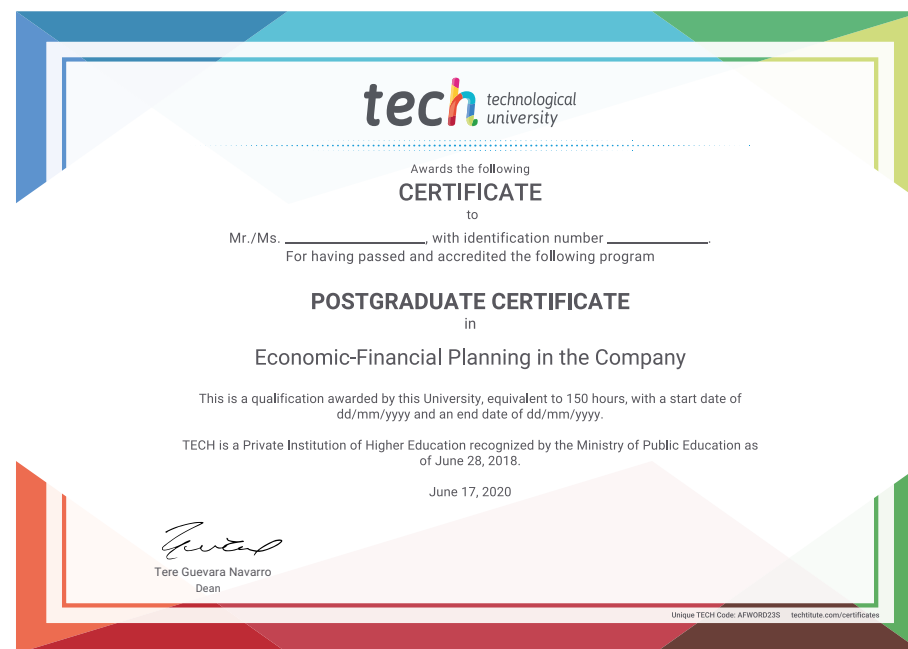 tech technological
university
Awards the following
CERTIFICATE
to
Mr./Ms. ____________________, with identification number ______________.
For having passed and accredited the following program
POSTGRADUATE CERTIFICATE
in
Economic-Financial Planning in the Company
This is a qualification awarded by this University, equivalent to 150 hours, with a start date of
dd/mm/yyyy and an end date of dd/mm/yyyy.
TECH is a Private Institution of Higher Education recognized by the Ministry of Public Education as
of June 28, 2018.
June 17, 2020
Tere Guevara Navarro
Dean
Unique TECH Code: AFWORD23S techtitute.com/certificates